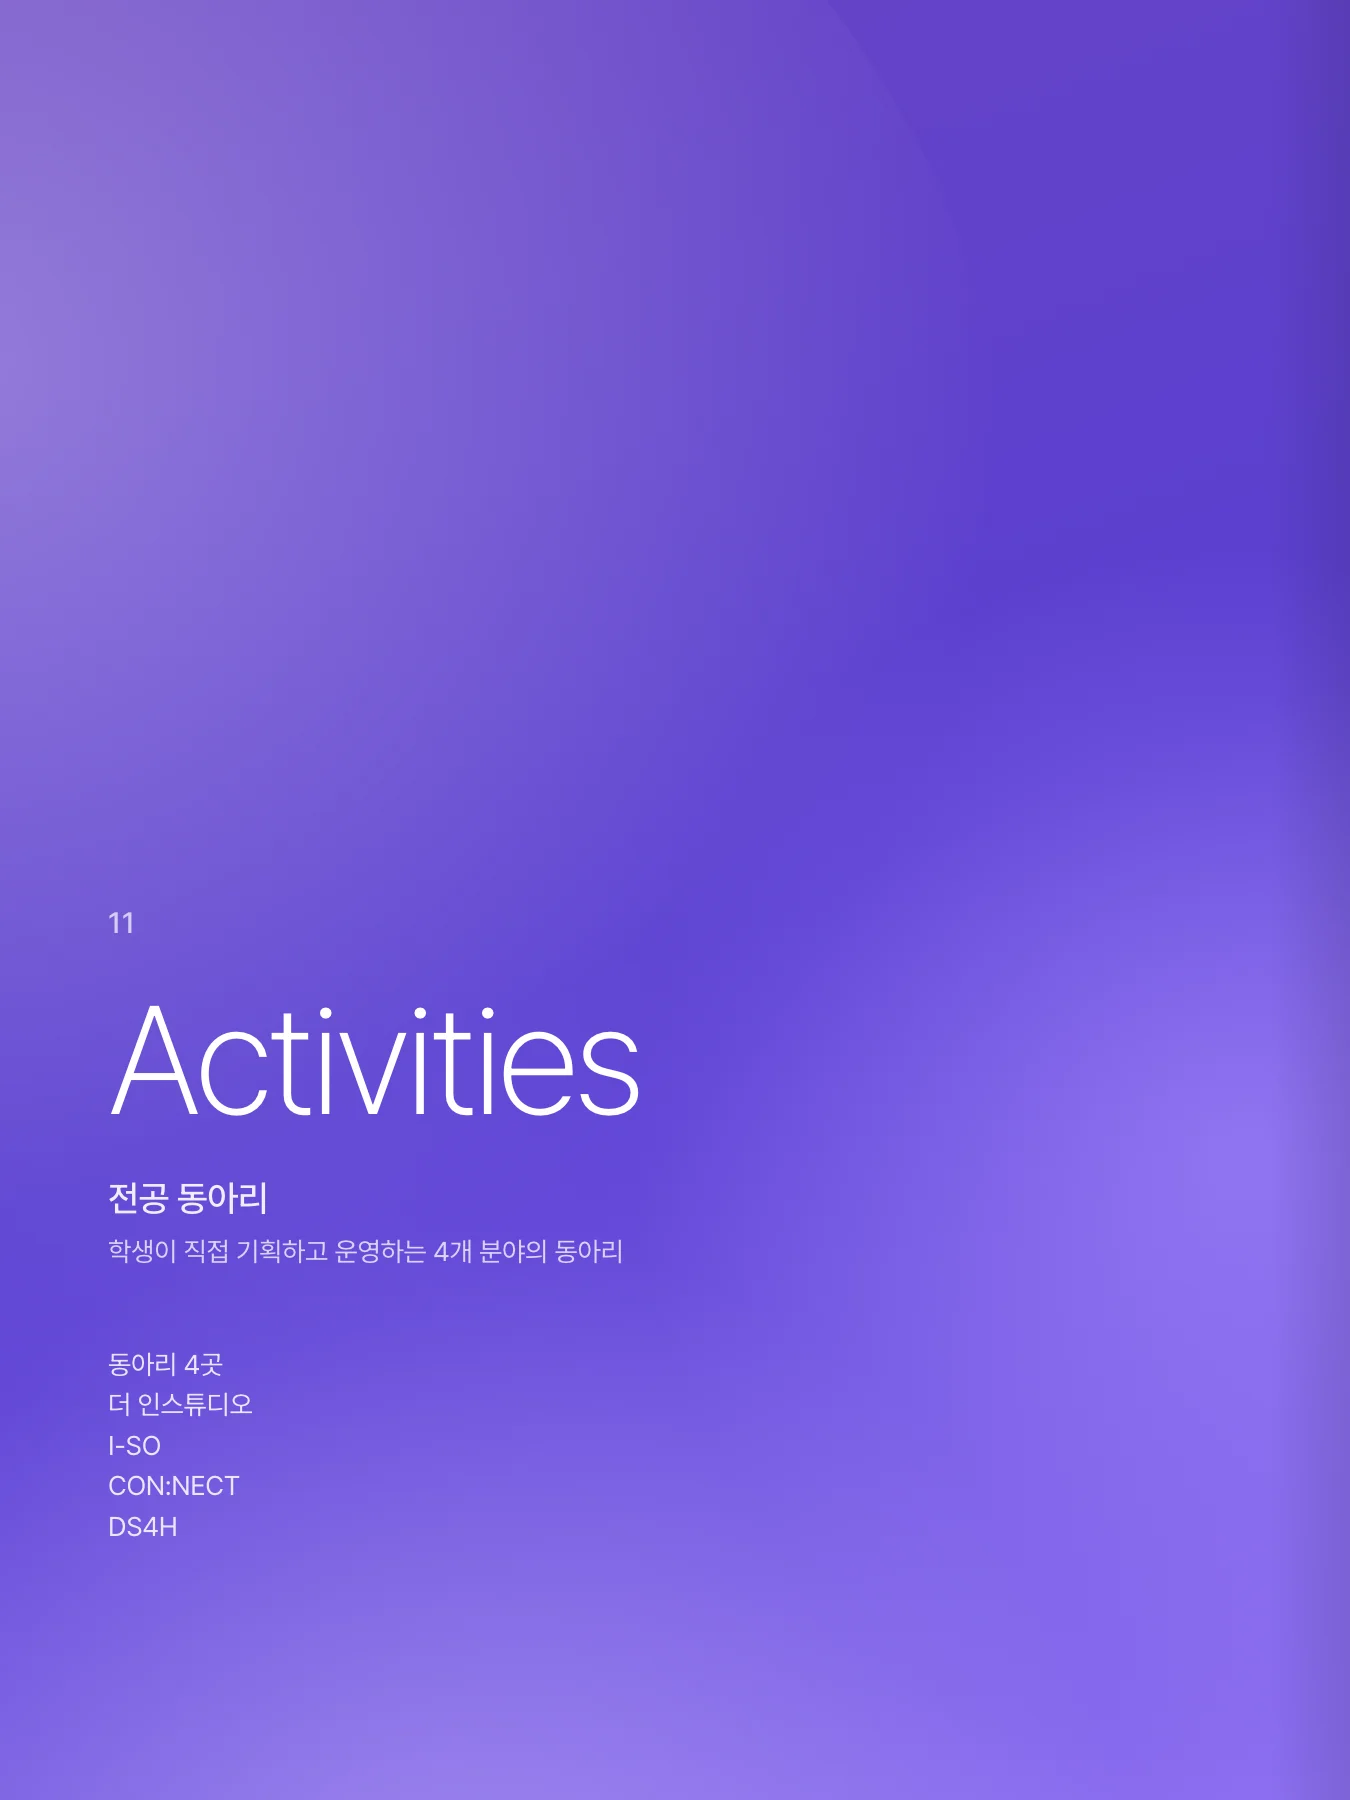 11
Activities
전공 동아리
학생이 직접 기획하고 운영하는 4개 분야의 동아리
동아리 4곳
더 인스튜디오
I-SO
CON:NECT
DS4H